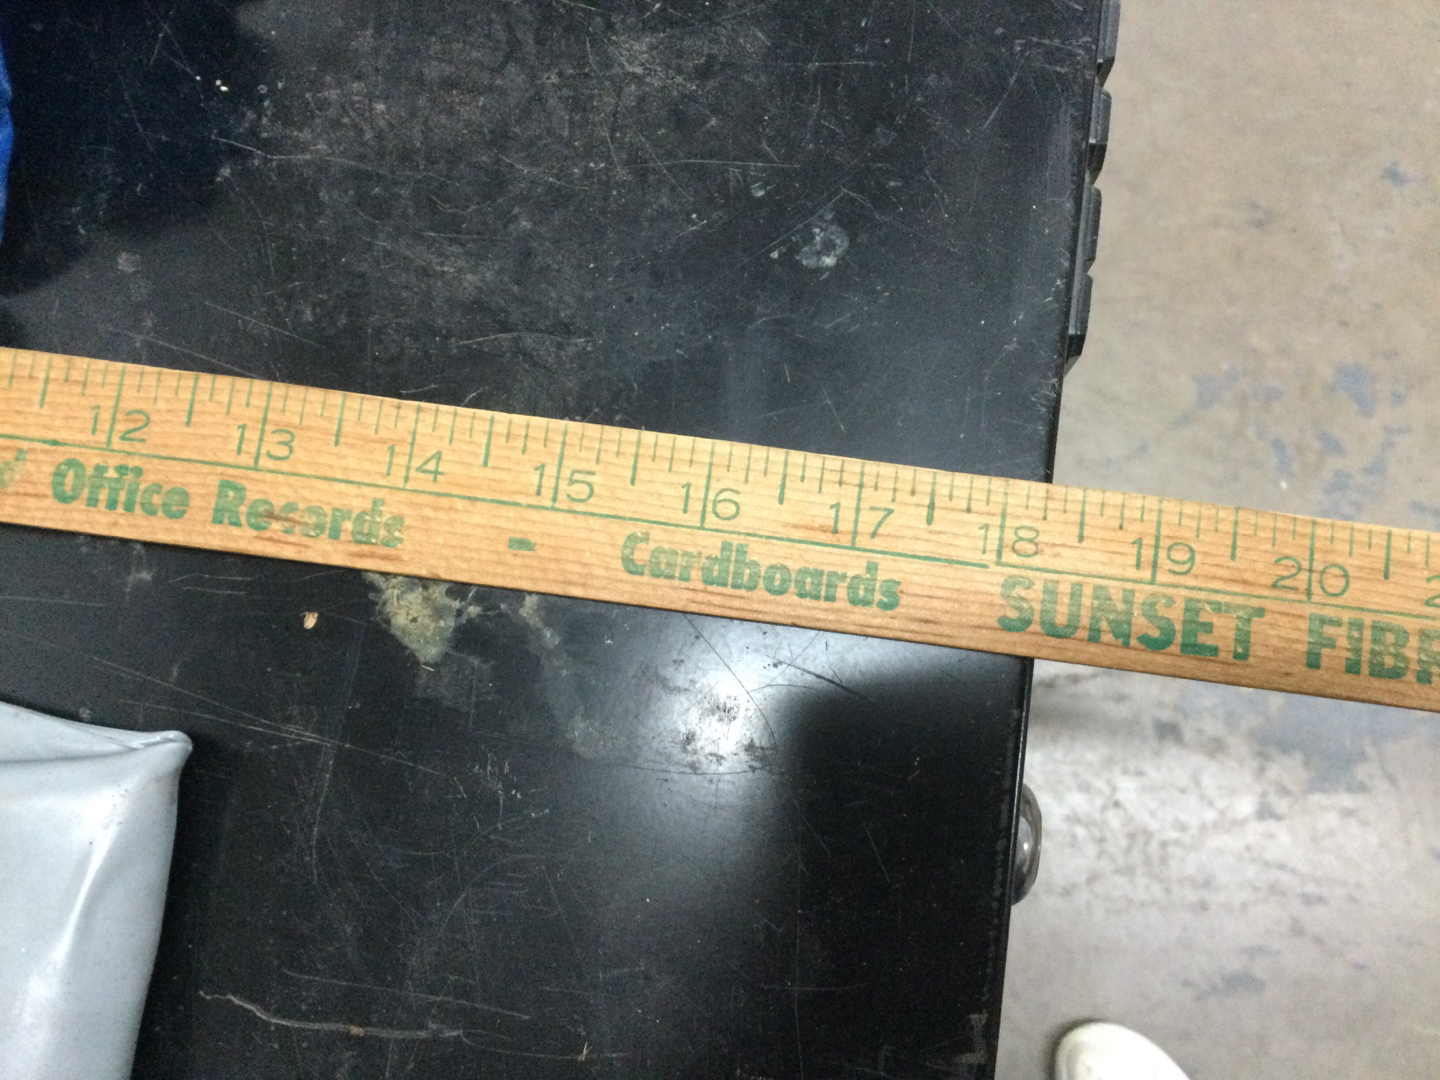 12 13 14 15 16 17 18 19 20
Office Records - Cardboards
SUNSET